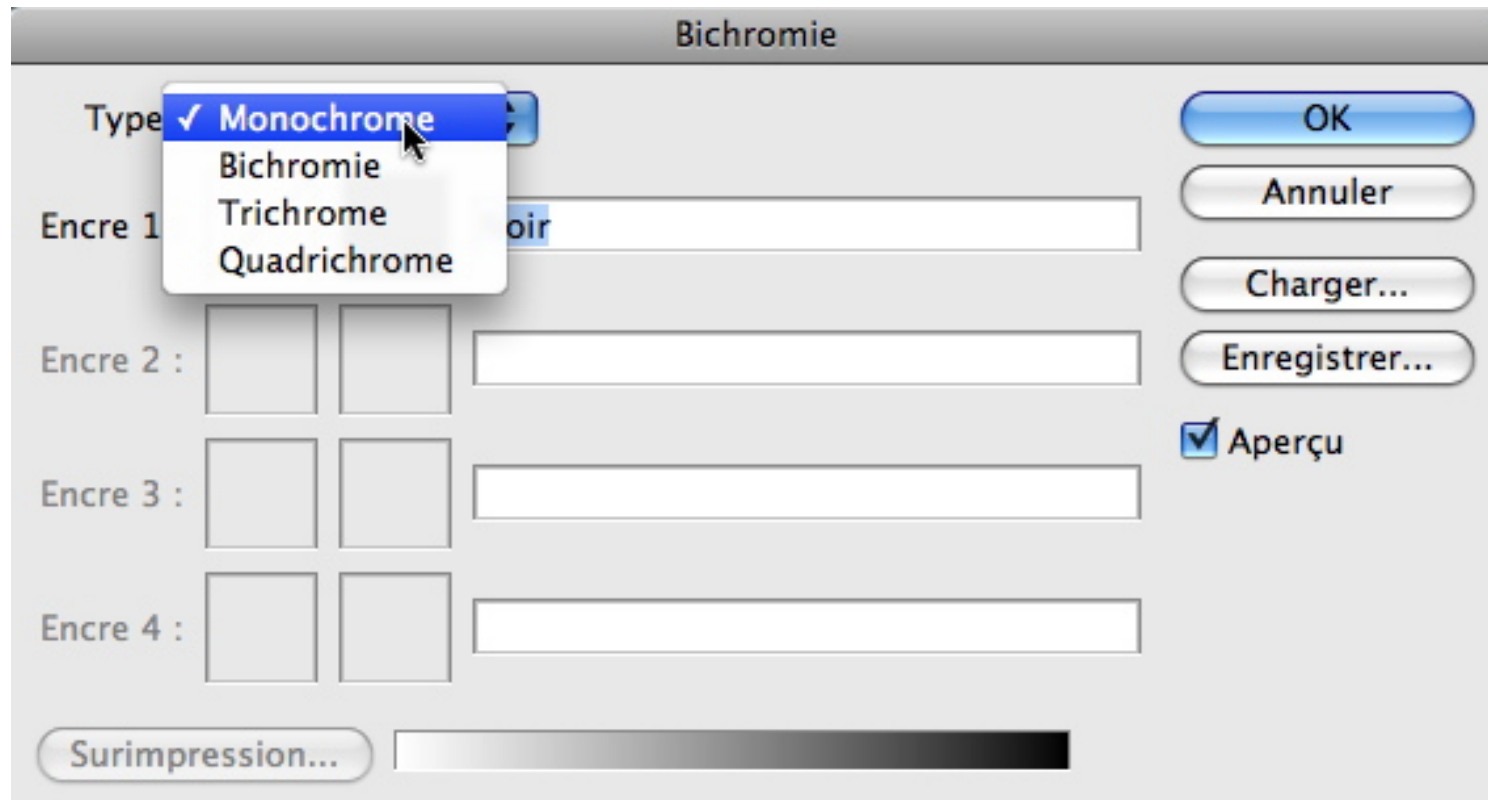 Bichromie
Type ✓ Monochrome
Bichromie
Trichrome
Quadrichrome
Encre 1
oir
Encre 2 :
Encre 3 :
Encre 4 :
Surimpression...
OK
Annuler
Charger...
Enregistrer...
Aperçu